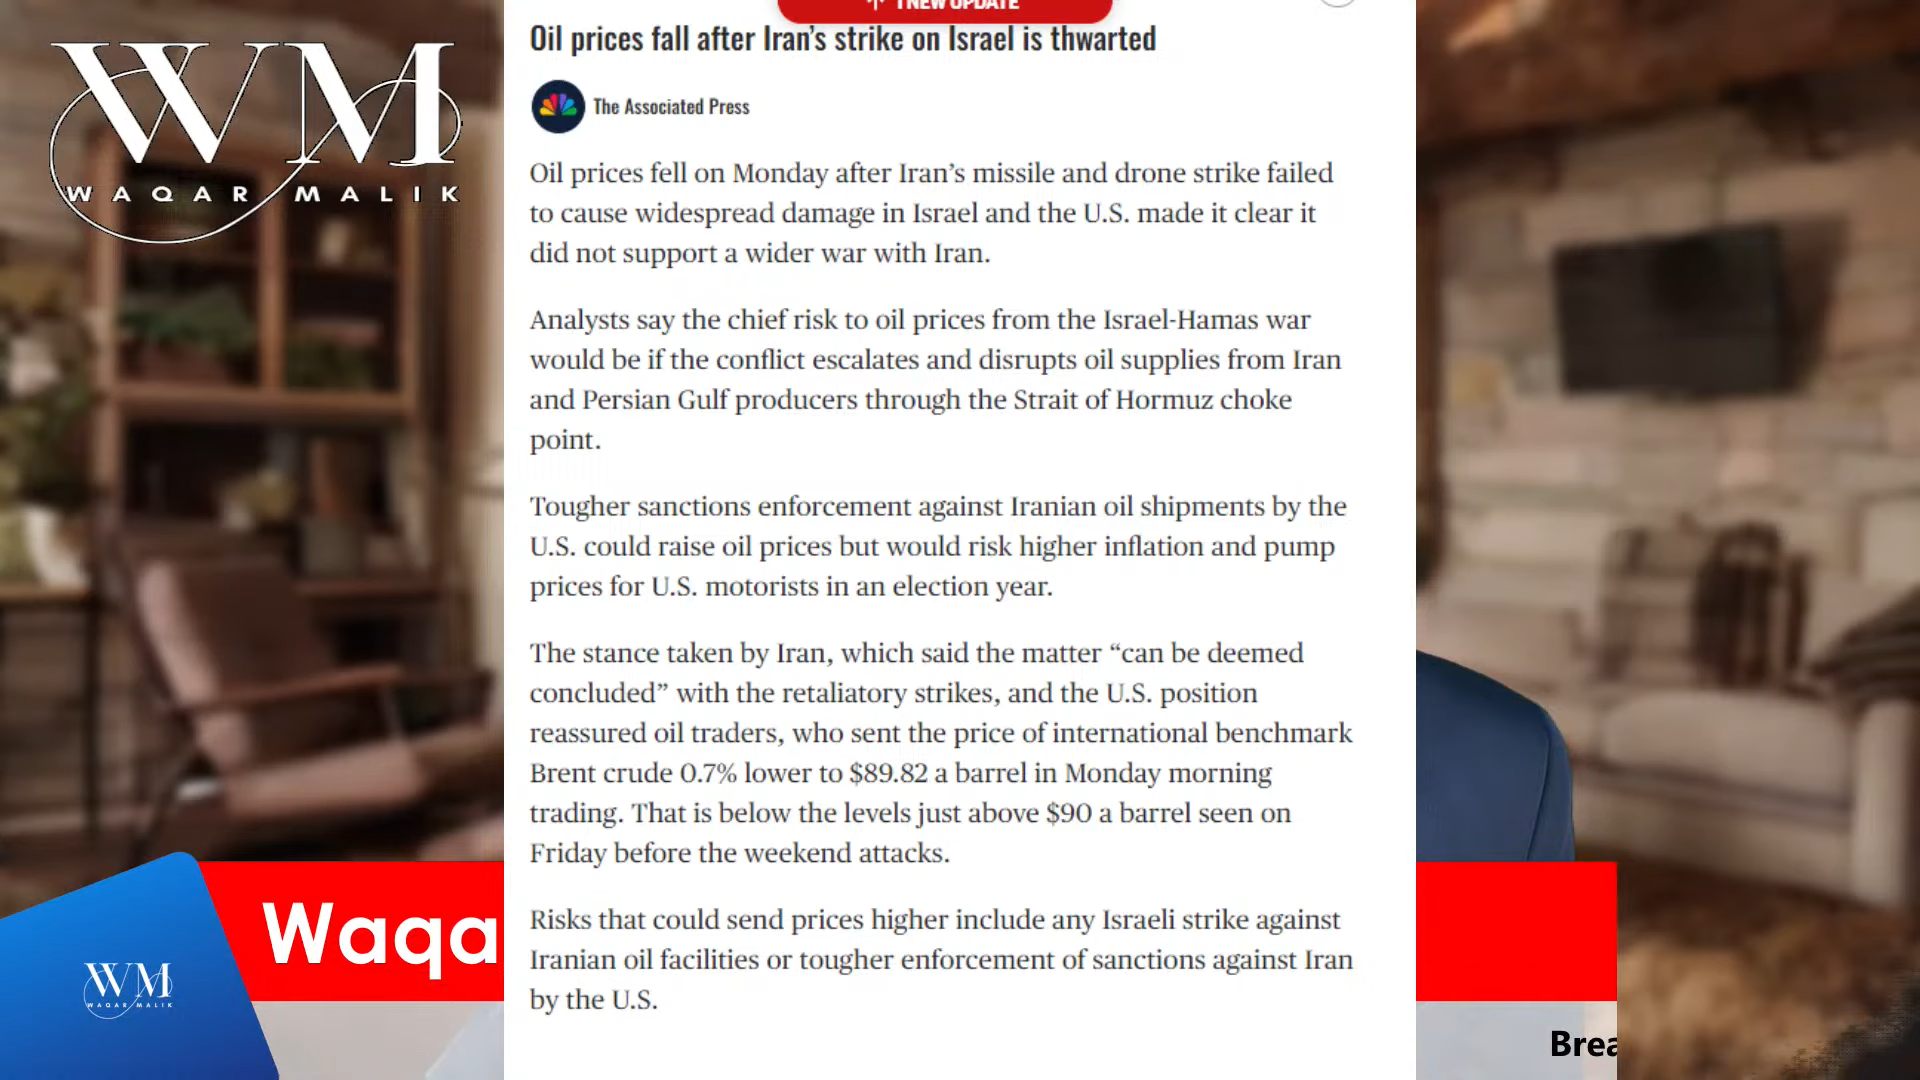 1 NEW UPDATE
Oil prices fall after Iran’s strike on Israel is thwarted
WM
WAQAR MALIK
The Associated Press
Oil prices fell on Monday after Iran’s missile and drone strike failed
to cause widespread damage in Israel and the U.S. made it clear it
did not support a wider war with Iran.
Analysts say the chief risk to oil prices from the Israel-Hamas war
would be if the conflict escalates and disrupts oil supplies from Iran
and Persian Gulf producers through the Strait of Hormuz choke
point.
Tougher sanctions enforcement against Iranian oil shipments by the
U.S. could raise oil prices but would risk higher inflation and pump
prices for U.S. motorists in an election year.
The stance taken by Iran, which said the matter “can be deemed
concluded” with the retaliatory strikes, and the U.S. position
reassured oil traders, who sent the price of international benchmark
Brent crude 0.7% lower to $89.82 a barrel in Monday morning
trading. That is below the levels just above $90 a barrel seen on
Friday before the weekend attacks.
Risks that could send prices higher include any Israeli strike against
Iranian oil facilities or tougher enforcement of sanctions against Iran
by the U.S.
Waqa
WM
WAQAR MALIK
Brea